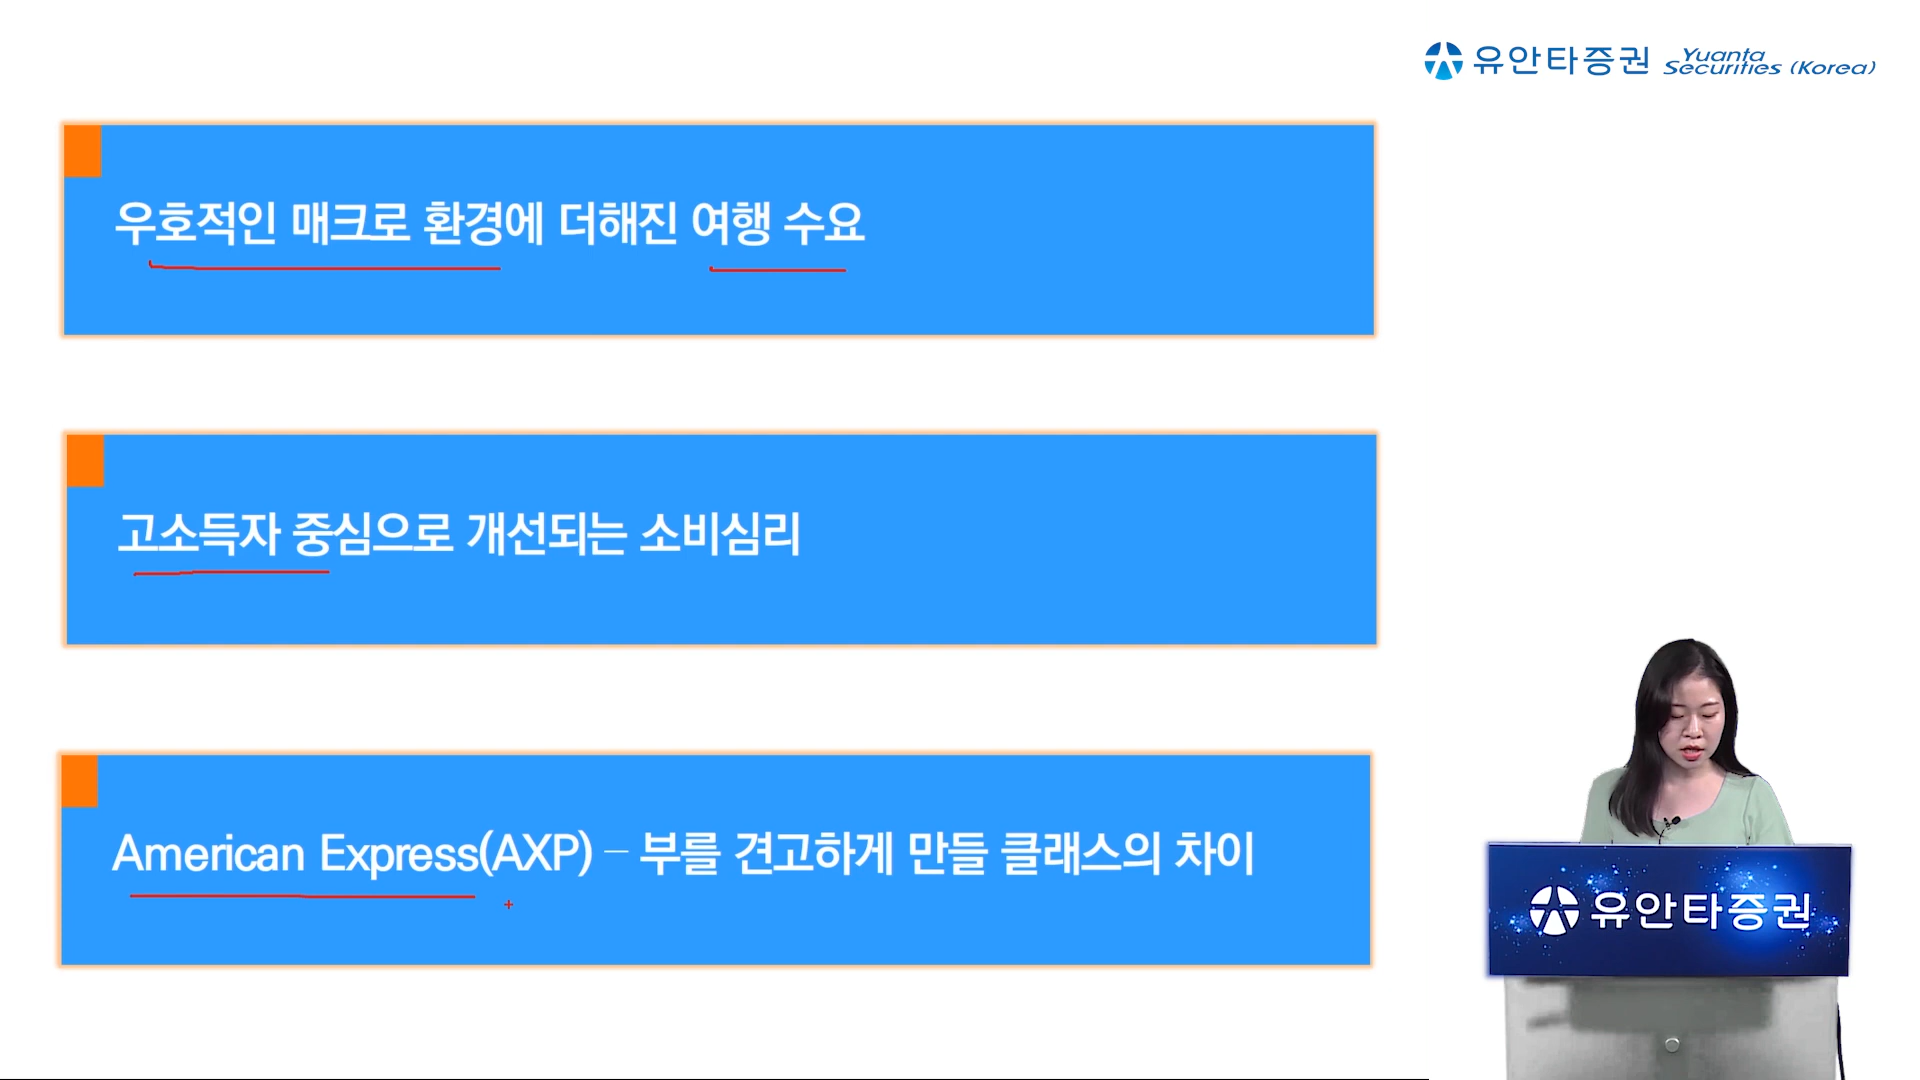 유안타증권 Yuanta Securities (Korea)
우호적인 매크로 환경에 더해진 여행 수요
고소득자 중심으로 개선되는 소비심리
American Express(AXP) – 부를 견고하게 만들 클래스의 차이
유안타증권